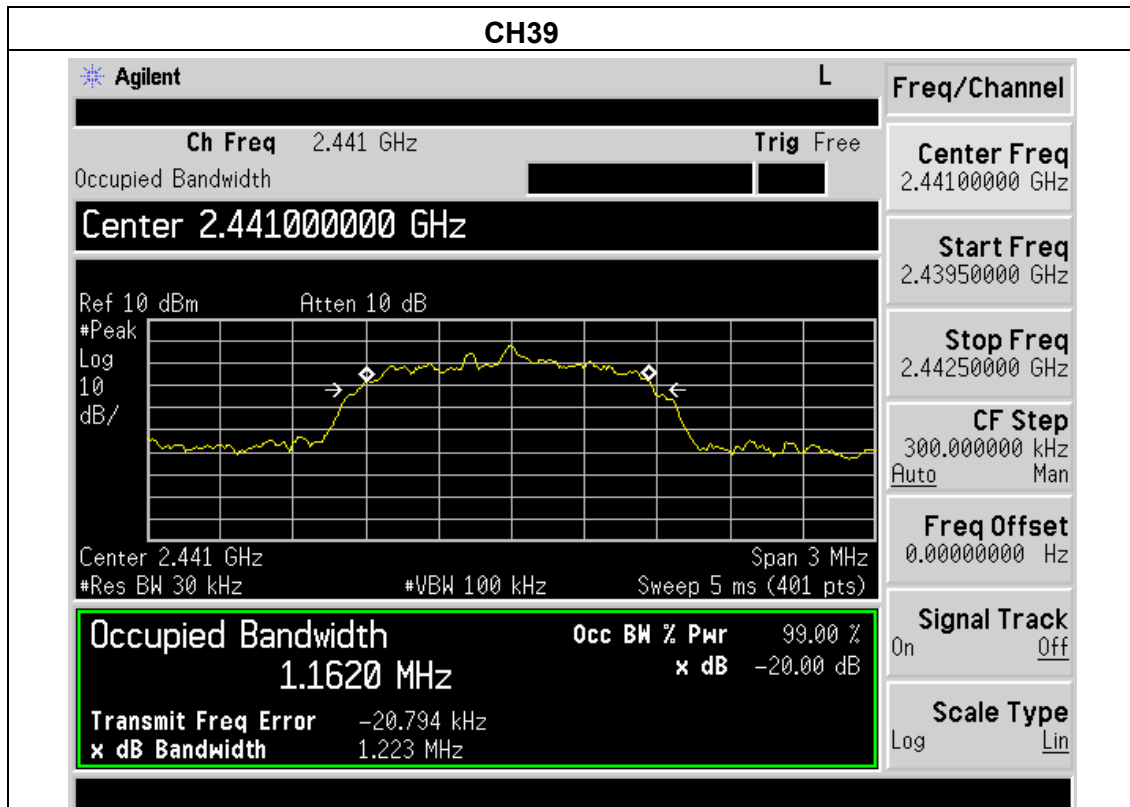 CH39
Agilent L
Ch Freq 2.441 GHz Trig Free
Occupied Bandwidth
Center 2.441000000 GHz
Ref 10 dBm Atten 10 dB
#Peak
Log
10
dB/
Center 2.441 GHz Span 3 MHz
#Res BW 30 kHz #VBW 100 kHz Sweep 5 ms (401 pts)
Occupied Bandwidth Occ BW % Pwr 99.00 %
1.1620 MHz x dB -20.00 dB
Transmit Freq Error -20.794 kHz
x dB Bandwidth 1.223 MHz
Freq/Channel
Center Freq
2.44100000 GHz
Start Freq
2.43950000 GHz
Stop Freq
2.44250000 GHz
CF Step
300.000000 kHz
Auto Man
Freq Offset
0.00000000 Hz
Signal Track
On Off
Scale Type
Log Lin